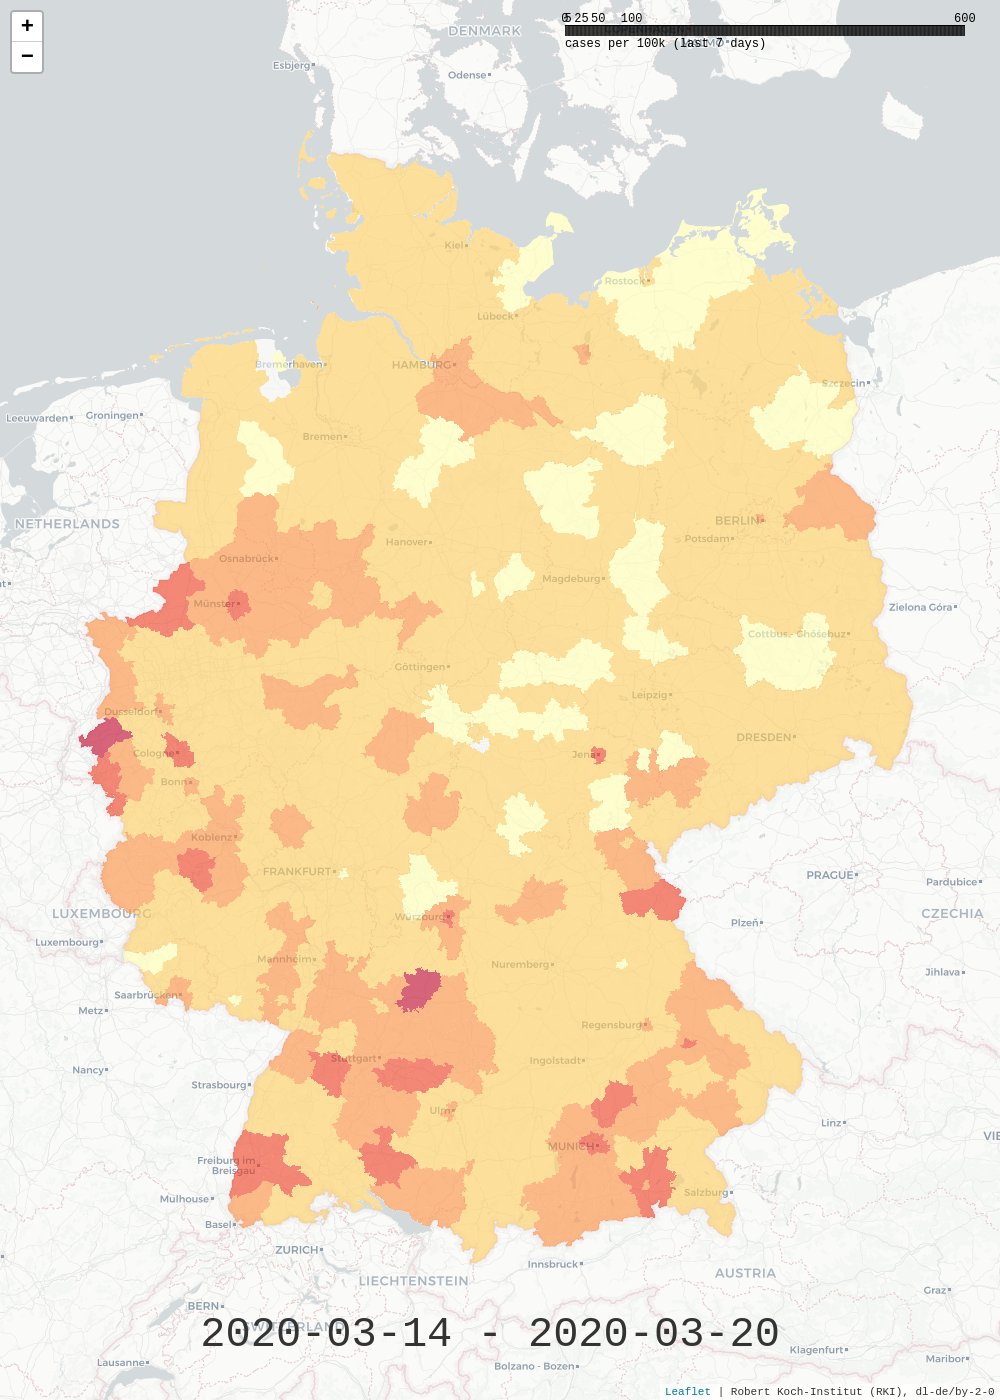 +
−
0 5 25 50 100 600
cases per 100k (last 7 days)
DENMARK
Esbjerg
Odense
Kiel
Rostock
Lübeck
Bremerhaven
HAMBURG
Szczecin
Leeuwarden
Groningen
Bremen
NETHERLANDS
BERLIN
Hanover
Potsdam
Osnabrück
Magdeburg
Münster
Zielona Góra
Cottbus - Chóśebuz
Göttingen
Leipzig
Dusseldorf
DRESDEN
Cologne
Jena
Bonn
Koblenz
FRANKFURT
PRAGUE
Pardubice
LUXEMBOURG
Würzburg
CZECHIA
Plzeň
Luxembourg
Mannheim
Nuremberg
Jihlava
Saarbrücken
Metz
Regensburg
Stuttgart
Ingolstadt
Nancy
Strasbourg
Ulm
Linz
VIE
MUNICH
Freiburg im
Breisgau
Salzburg
Mulhouse
Basel
ZURICH
Innsbruck
AUSTRIA
LIECHTENSTEIN
Graz
BERN
SWITZERLAND
2020-03-14 - 2020-03-20
Klagenfurt
Lausanne
Bolzano - Bozen
Maribor
Leaflet | Robert Koch-Institut (RKI), dl-de/by-2-0